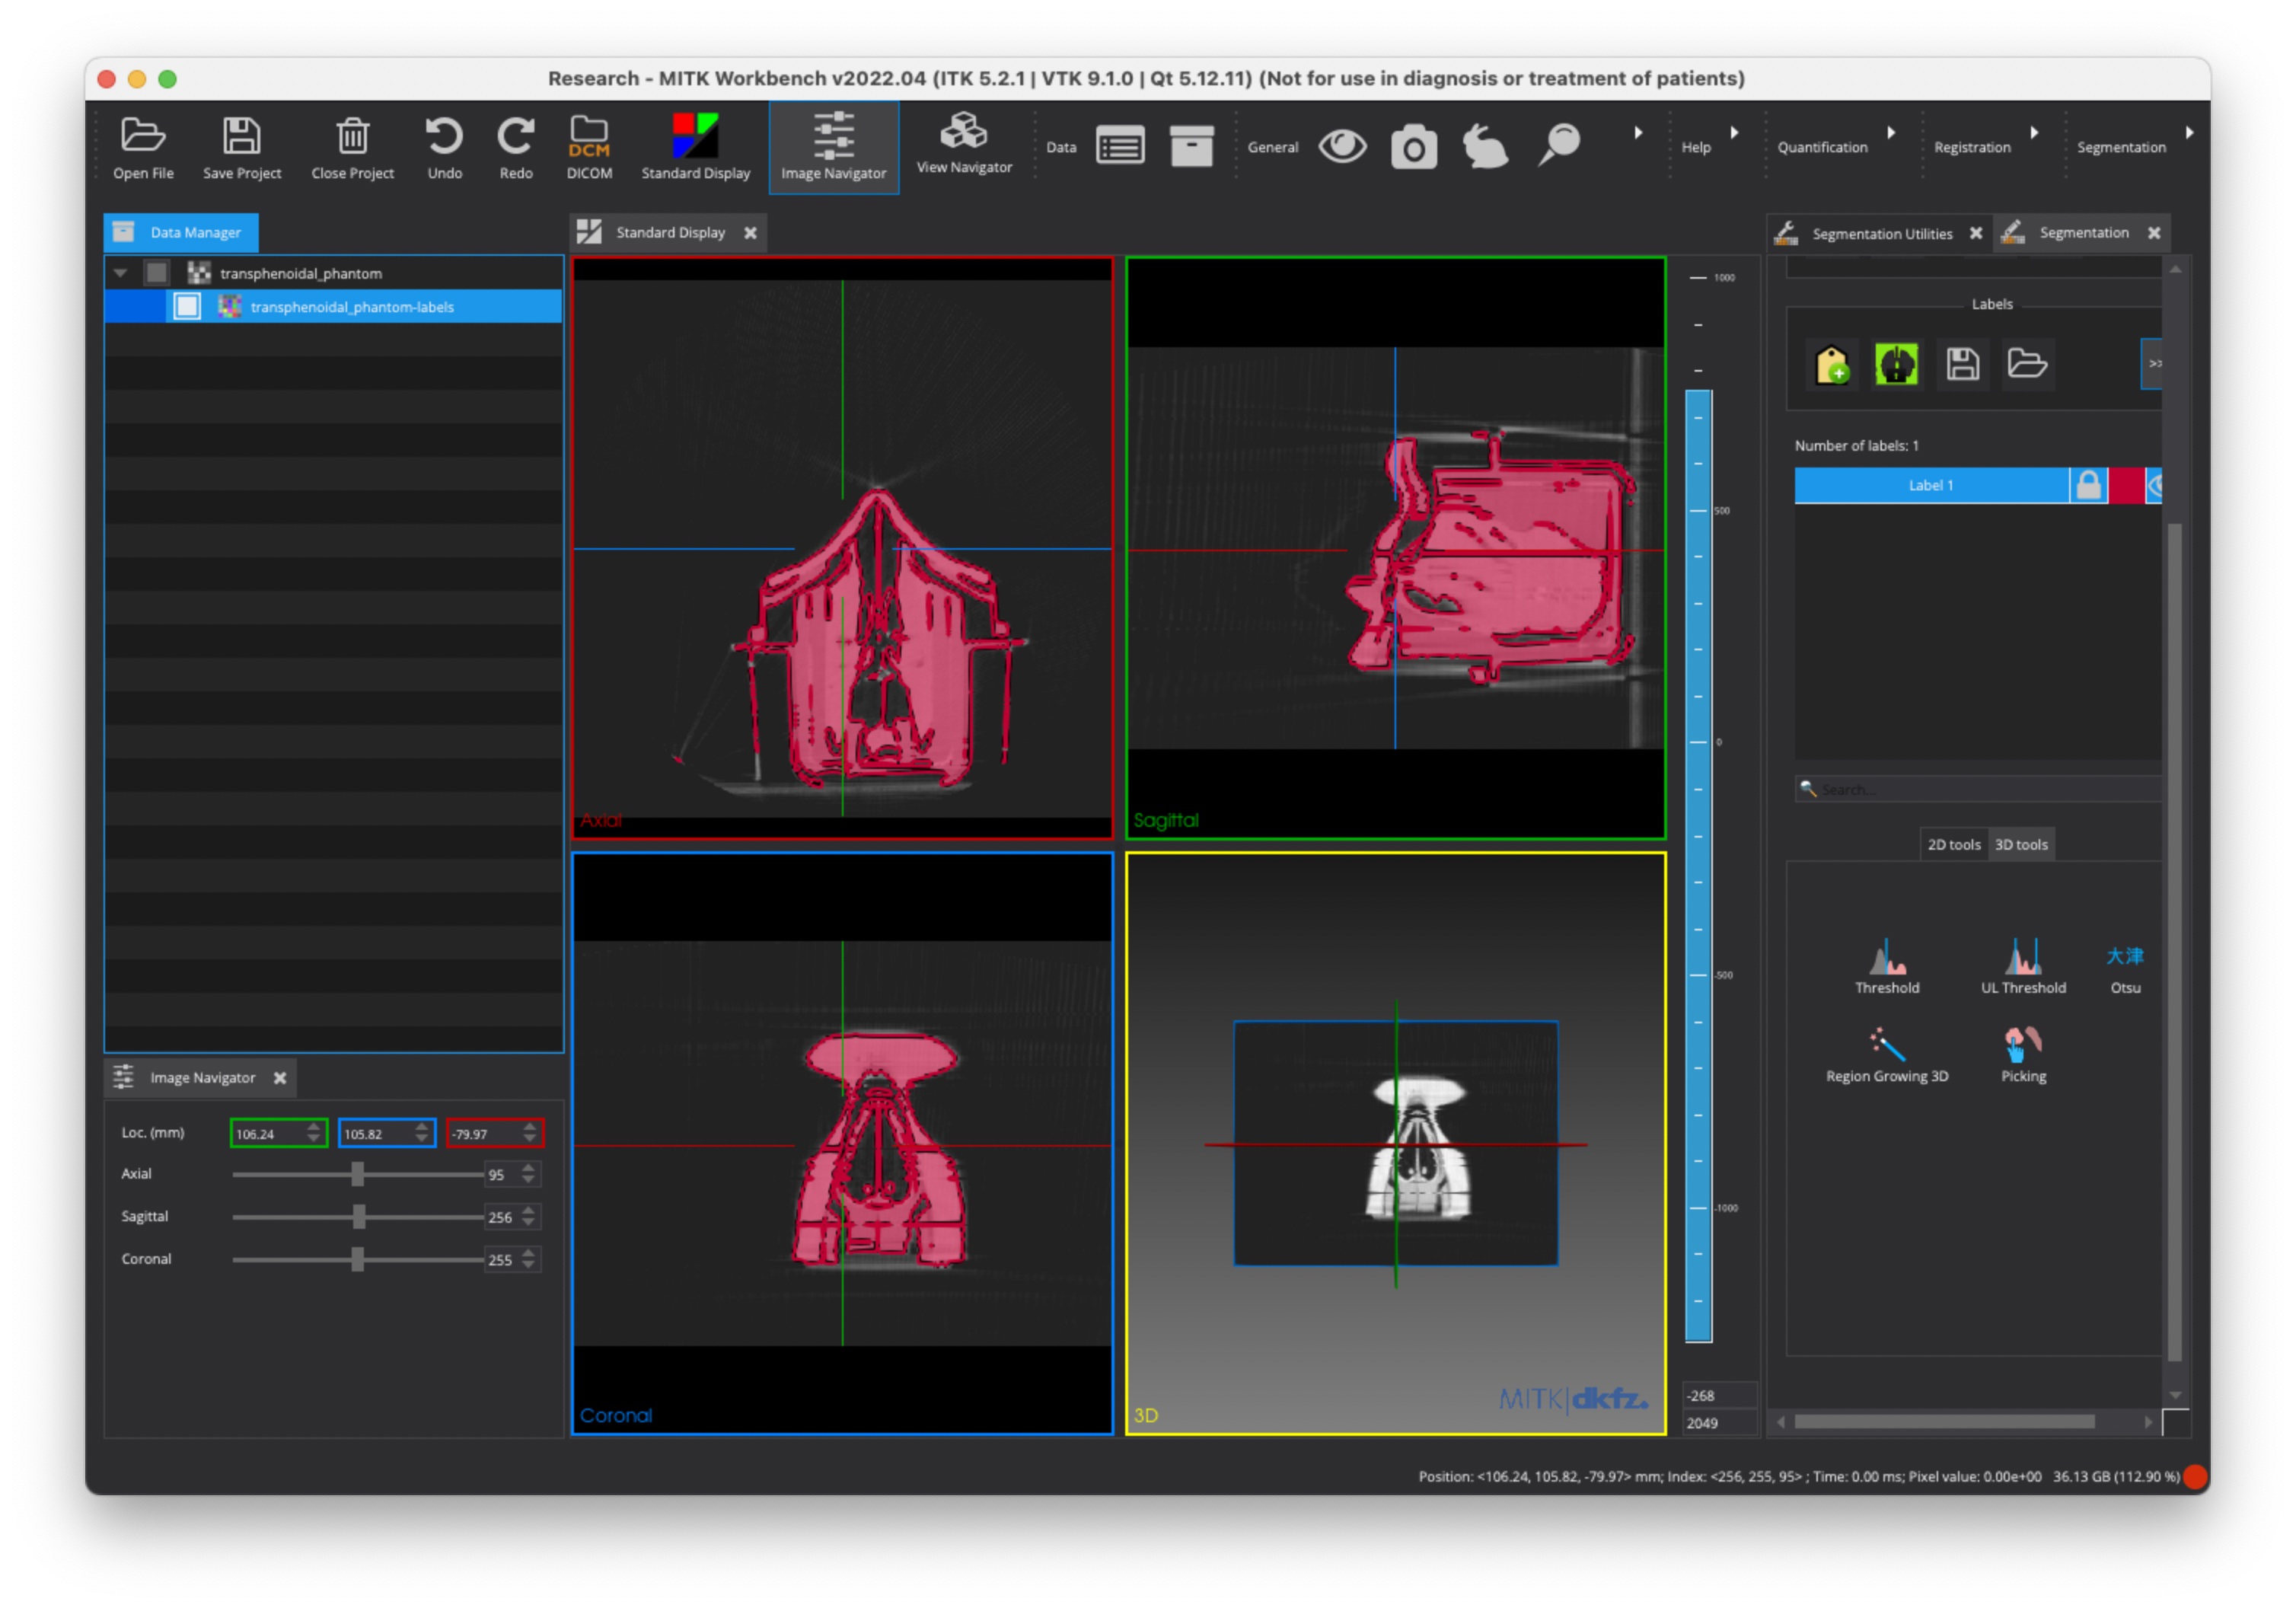 Research - MITK Workbench v2022.04 (ITK 5.2.1 | VTK 9.1.0 | Qt 5.12.11) (Not for use in diagnosis or treatment of patients)
Open File
Save Project
Close Project
Undo
Redo
DCM
DICOM
Standard Display
Image Navigator
View Navigator
Data
General
Help
Quantification
Registration
Segmentation
Data Manager
Standard Display
Segmentation Utilities
Segmentation
transphenoidal_phantom
transphenoidal_phantom-labels
Axial
Sagittal
Coronal
3D
MITK|dkfz.
1000
500
0
-500
-1000
-268
2049
Labels
>>
Number of labels: 1
Label 1
Search...
2D tools
3D tools
Threshold
UL Threshold
大津
Otsu
Region Growing 3D
Picking
Image Navigator
Loc. (mm)
106.24
105.82
-79.97
Axial
95
Sagittal
256
Coronal
255
Position: <106.24, 105.82, -79.97> mm; Index: <256, 255, 95> ; Time: 0.00 ms; Pixel value: 0.00e+00
36.13 GB (112.90 %)